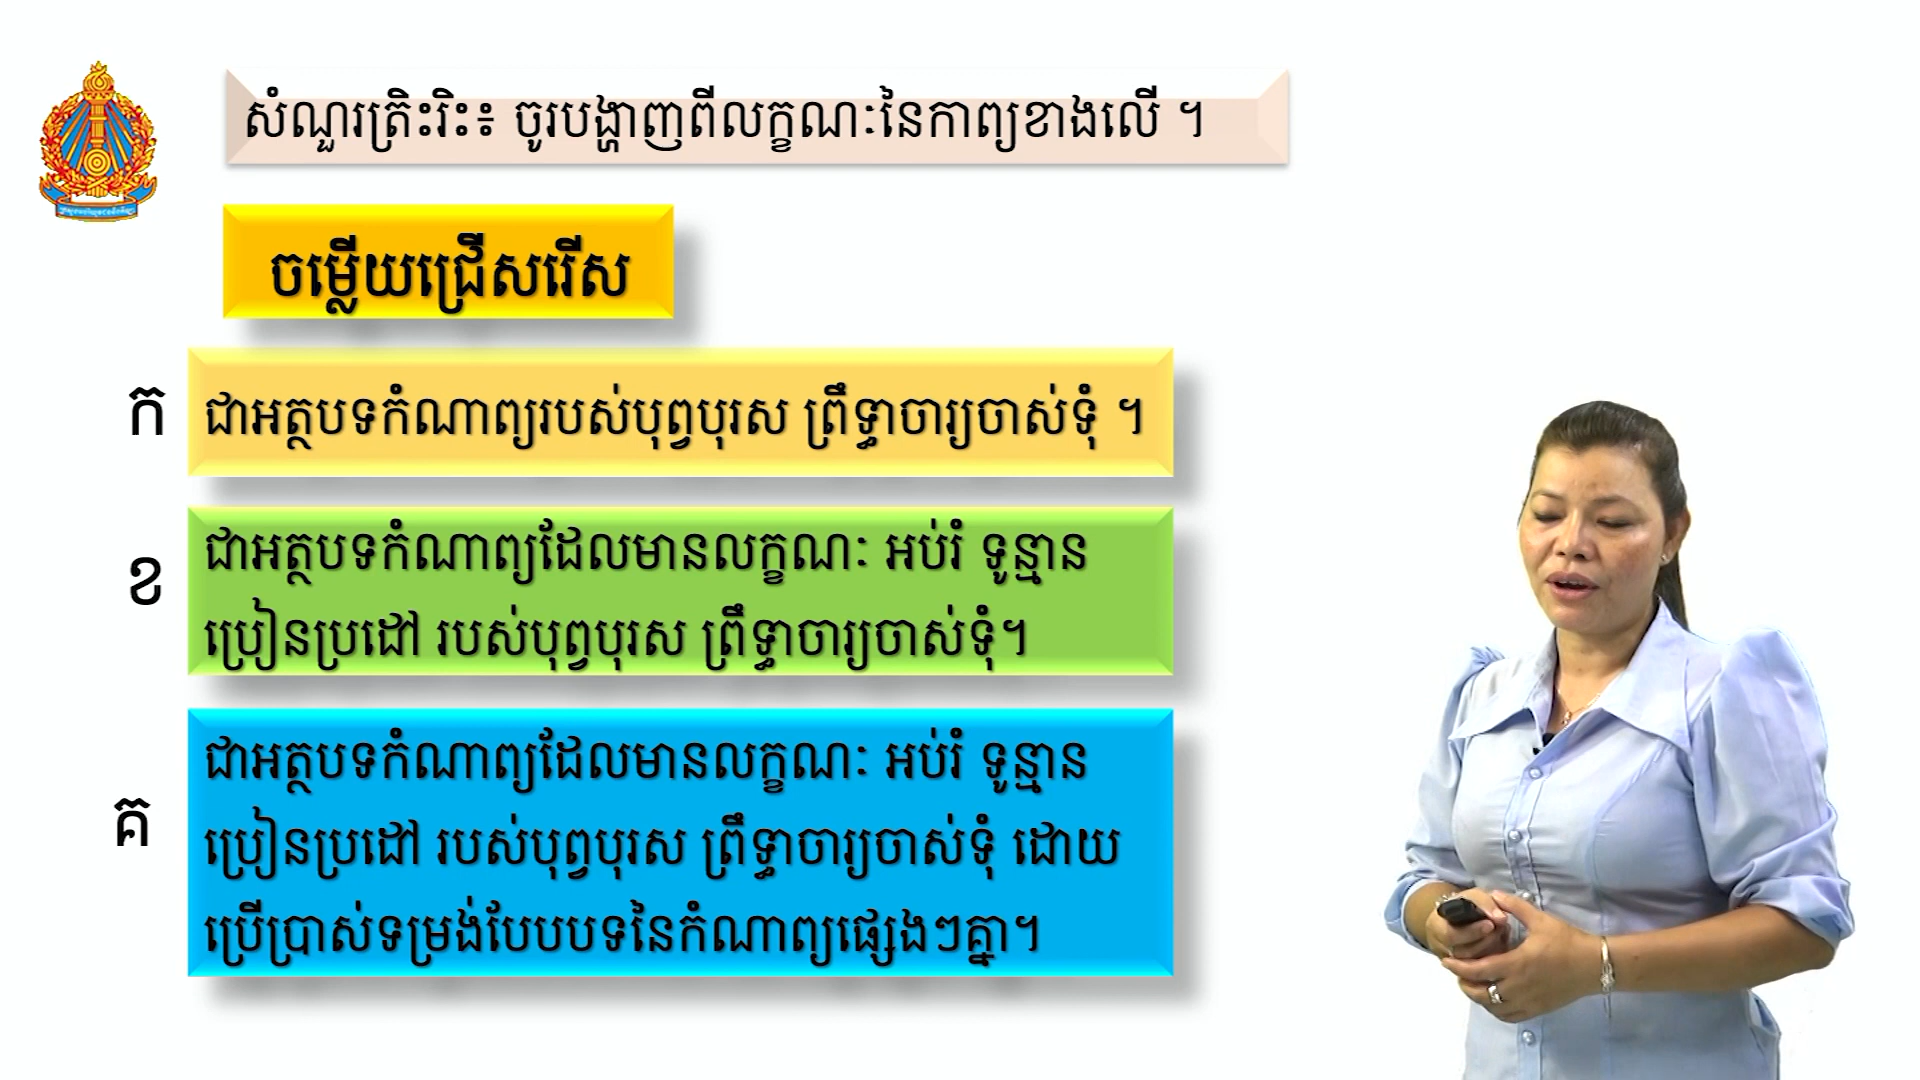 សំណួរត្រិះរិះ៖ ចូរបង្ហាញពីលក្ខណៈនៃកាព្យខាងលើ ។
ចម្លើយជ្រើសរើស
ក
ជាអត្ថបទកំណាព្យរបស់បុព្វបុរស ព្រឹទ្ធាចារ្យចាស់ទុំ ។
ខ
ជាអត្ថបទកំណាព្យដែលមានលក្ខណៈ អប់រំ ទូន្មាន
ប្រៀនប្រដៅ របស់បុព្វបុរស ព្រឹទ្ធាចារ្យចាស់ទុំ។
គ
ជាអត្ថបទកំណាព្យដែលមានលក្ខណៈ អប់រំ ទូន្មាន
ប្រៀនប្រដៅ របស់បុព្វបុរស ព្រឹទ្ធាចារ្យចាស់ទុំ ដោយ
ប្រើប្រាស់ទម្រង់បែបបទនៃកំណាព្យផ្សេងៗគ្នា។